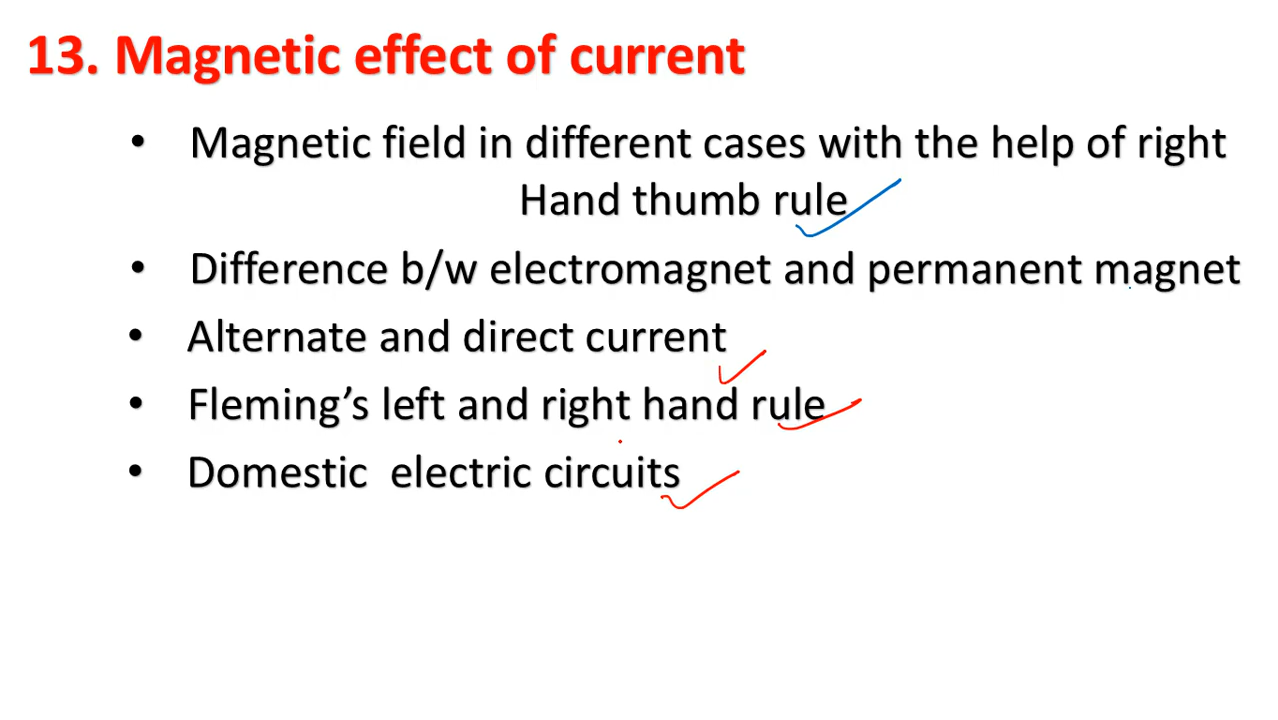 13. Magnetic effect of current
• Magnetic field in different cases with the help of right
Hand thumb rule
• Difference b/w electromagnet and permanent magnet
• Alternate and direct current
• Fleming’s left and right hand rule
• Domestic  electric circuits